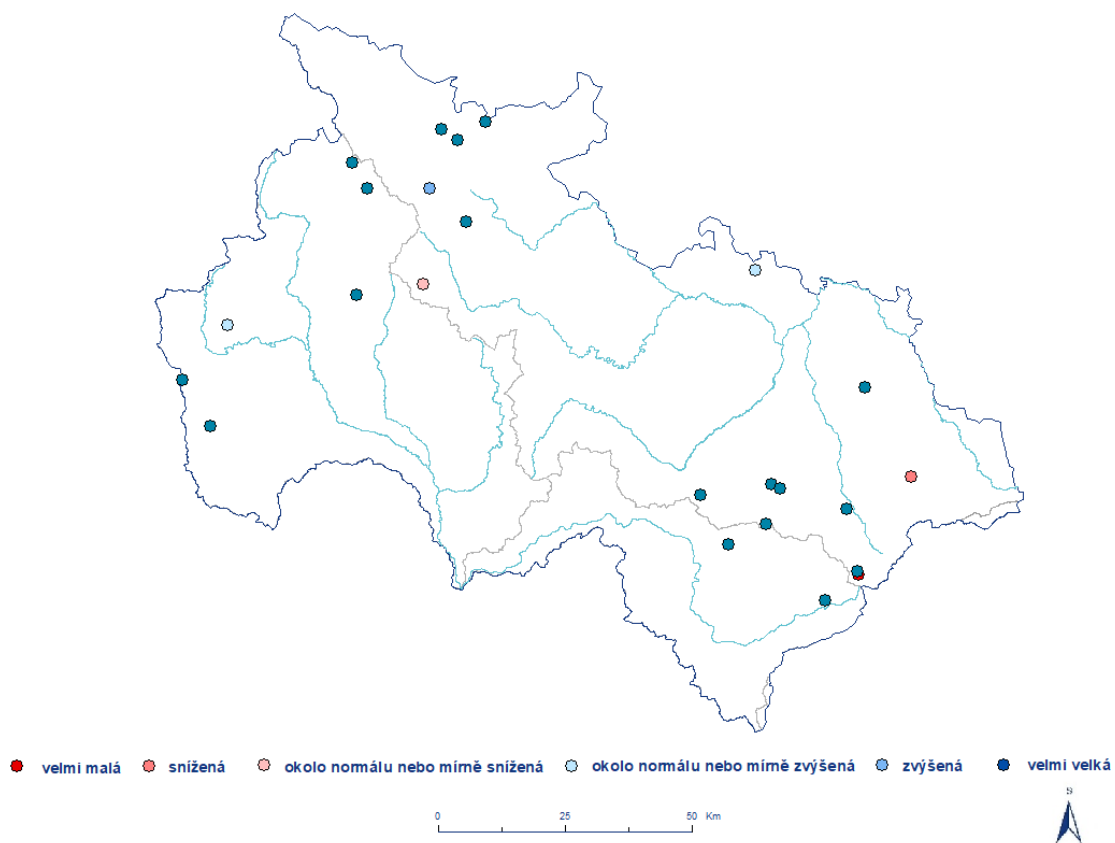 velmi malá
snížená
okolo normálu nebo mírně snížená
okolo normálu nebo mírně zvýšená
zvýšená
velmi velká
0 25 50 Km
S